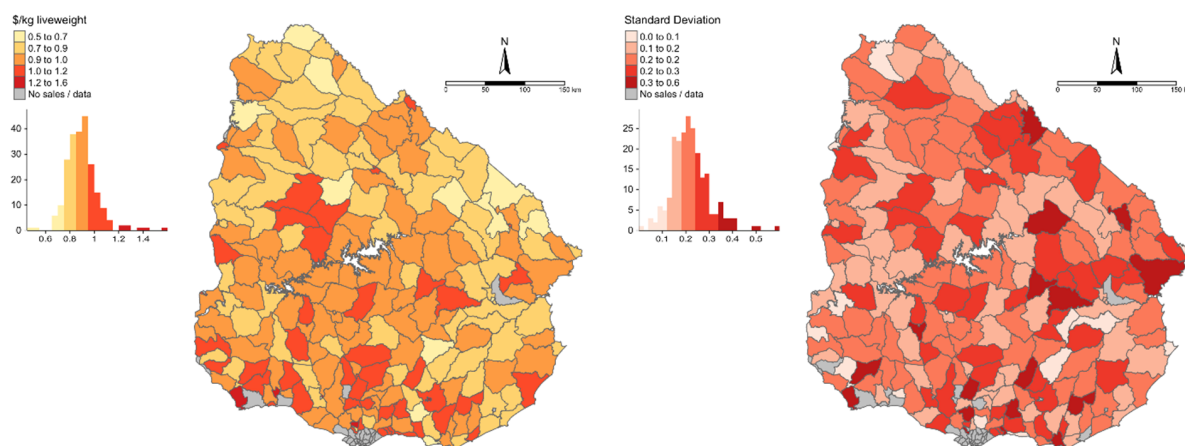 $/kg liveweight
0.5 to 0.7
0.7 to 0.9
0.9 to 1.0
1.0 to 1.2
1.2 to 1.6
No sales / data
40
30
20
10
0
0.6 0.8 1 1.2 1.4
N
0 50 100 150 km
Standard Deviation
0.0 to 0.1
0.1 to 0.2
0.2 to 0.2
0.2 to 0.3
0.3 to 0.6
No sales / data
25
20
15
10
5
0
0.1 0.2 0.3 0.4 0.5
N
0 50 100 150 km